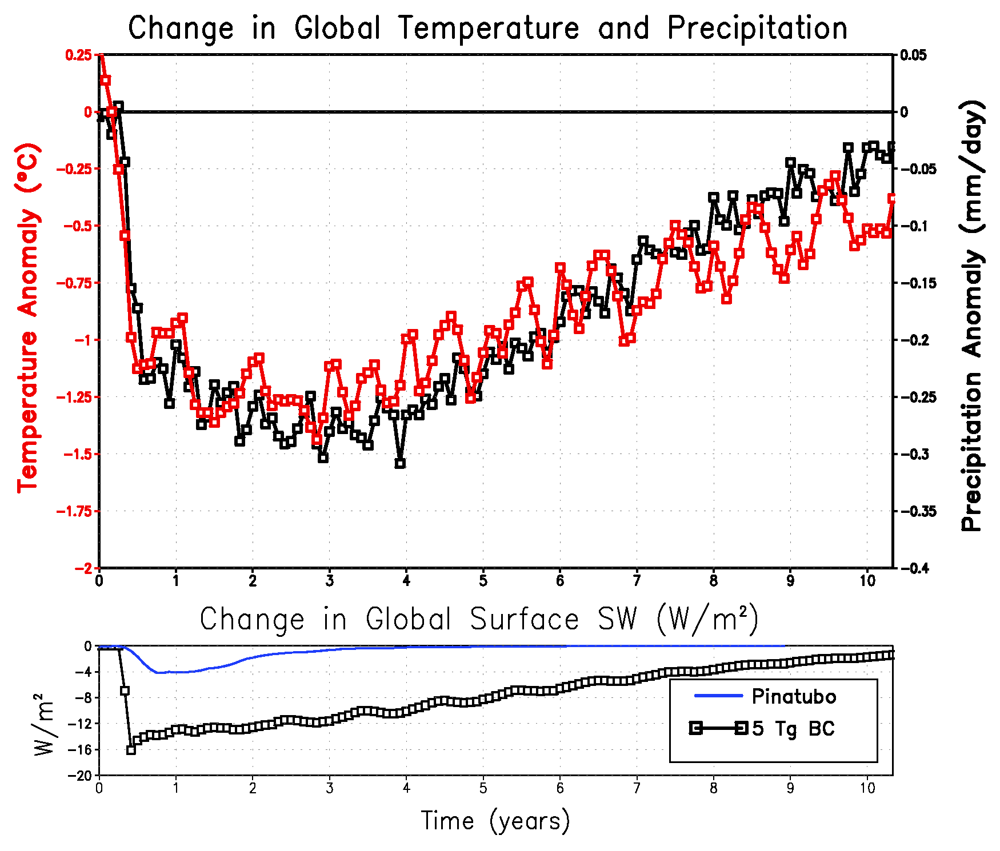 Change in Global Temperature and Precipitation
Temperature Anomaly (°C)
0.25
0
-0.25
-0.5
-0.75
-1
-1.25
-1.5
-1.75
-2
0.05
0
-0.05
-0.1
-0.15
-0.2
-0.25
-0.3
-0.35
-0.4
Precipitation Anomaly (mm/day)
0 1 2 3 4 5 6 7 8 9 10
Change in Global Surface SW (W/m²)
W/m²
0
-4
-8
-12
-16
-20
Pinatubo
5 Tg BC
0 1 2 3 4 5 6 7 8 9 10
Time (years)